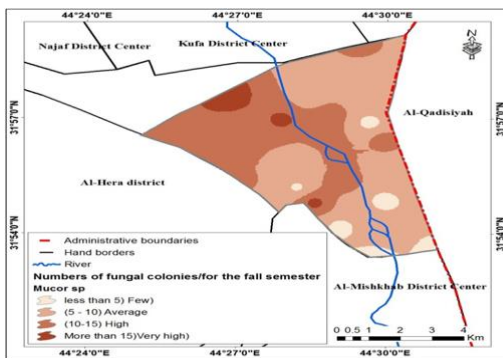 44°24'0"E 44°27'0"E 44°30'0"E
Najaf District Center
Kufa District Center
N
Al-Qadisiyah
31°57'0"N
31°57'0"N
Al-Hera district
31°54'0"N
31°54'0"N
Administrative boundaries
Hand borders
River
Numbers of fungal colonies/for the fall semester
Mucor sp
less than 5) Few)
(5 - 10) Average
(10-15) High
More than 15)Very high)
Al-Mishkhab District Center
0 0.5 1 2 3 4
Km
44°24'0"E 44°27'0"E 44°30'0"E